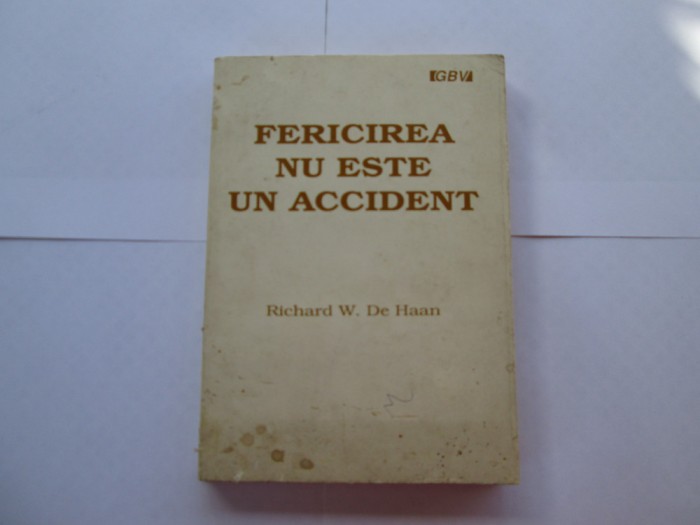 GBV
FERICIREA
NU ESTE
UN ACCIDENT
Richard W. De Haan